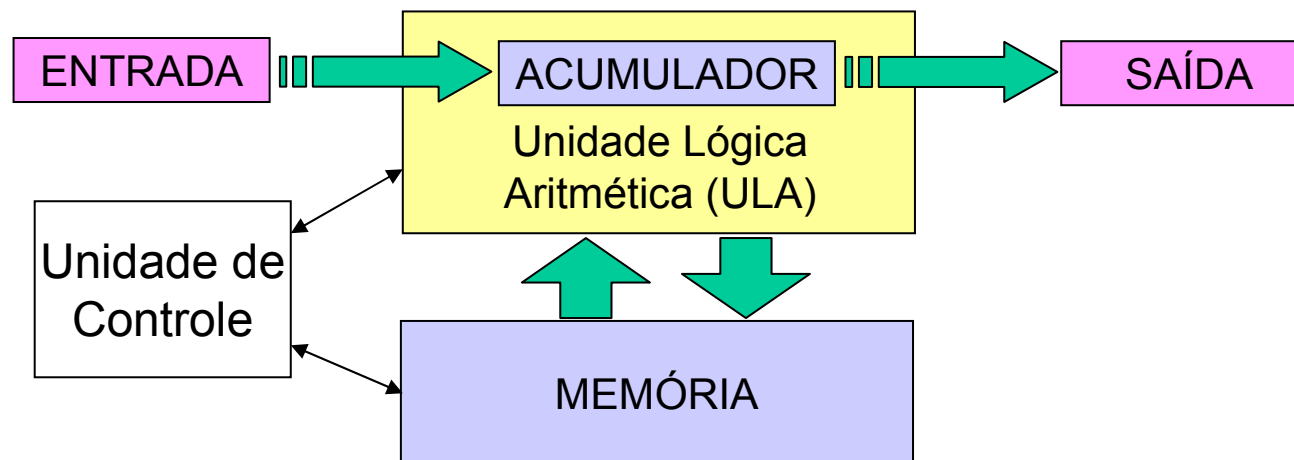 ENTRADA
ACUMULADOR
SAÍDA
Unidade Lógica
Aritmética (ULA)
Unidade de
Controle
MEMÓRIA